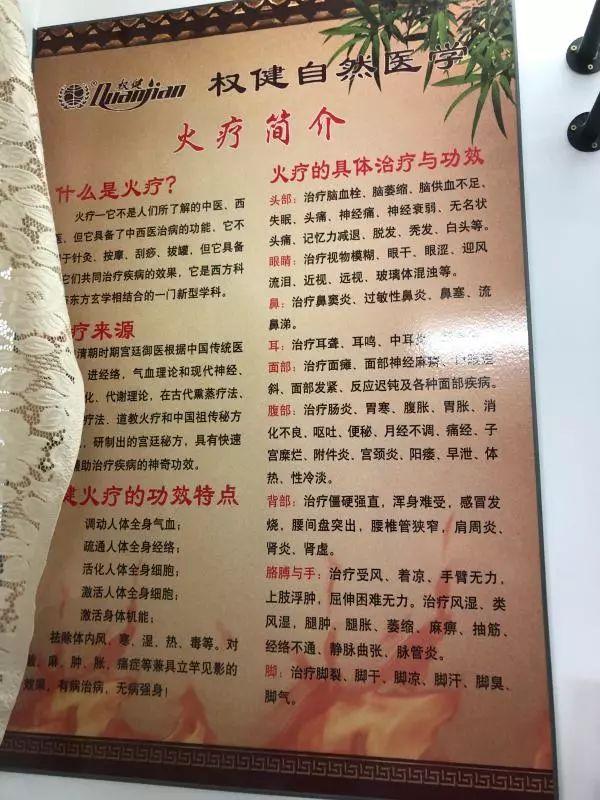 权健
Quanjian
权健自然医学
火疗简介
什么是火疗?
火疗—它不是人们所了解的中医、西
医，但它具备了中西医治病的功能，它不
于针灸、按摩、刮痧、拔罐，但它具备
它们共同治疗疾病的效果，它是西方科
东方玄学相结合的一门新型学科。
疗来源
清朝时期宫廷御医根据中国传统医
进经络，气血理论和现代神经、
化、代谢理论，在古代熏蒸疗法、
疗法、道教火疗和中国祖传秘方
，研制出的宫廷秘方，具有快速
辅助治疗疾病的神奇功效。
健火疗的功效特点
调动人体全身气血；
疏通人体全身经络；
活化人体全身细胞；
激活人体全身细胞；
激活身体机能；
祛除体内风、寒、湿、热、毒等。对
、麻、肿、胀、痛症等兼具立竿见影的
效果，有病治病，无病强身！
火疗的具体治疗与功效
头部：治疗脑血栓、脑萎缩、脑供血不足、
失眠、头痛、神经痛、神经衰弱、无名状
头痛、记忆力减退、脱发、秃发、白头等。
眼睛：治疗视物模糊、眼干、眼涩、迎风
流泪、近视、远视、玻璃体混浊等。
鼻：治疗鼻窦炎、过敏性鼻炎、鼻塞、流
鼻涕。
耳：治疗耳聋、耳鸣、中耳
面部：治疗面瘫、面部神经麻痹、
斜、面部发紧、反应迟钝及各种面部疾病。
腹部：治疗肠炎、胃寒、腹胀、胃胀、消
化不良、呕吐、便秘、月经不调、痛经、子
宫糜烂、附件炎、宫颈炎、阳痿、早泄、体
热、性冷淡。
背部：治疗僵硬强直，浑身难受，感冒发
烧，腰间盘突出，腰椎管狭窄，肩周炎、
肾炎、肾虚。
胳膊与手：治疗受风、着凉、手臂无力，
上肢浮肿，屈伸困难无力。治疗风湿、类
风湿，腿肿、腿胀、萎缩、麻痹、抽筋、
经络不通、静脉曲张、脉管炎。
脚：治疗脚裂、脚干、脚凉、脚汗、脚臭、
脚气。